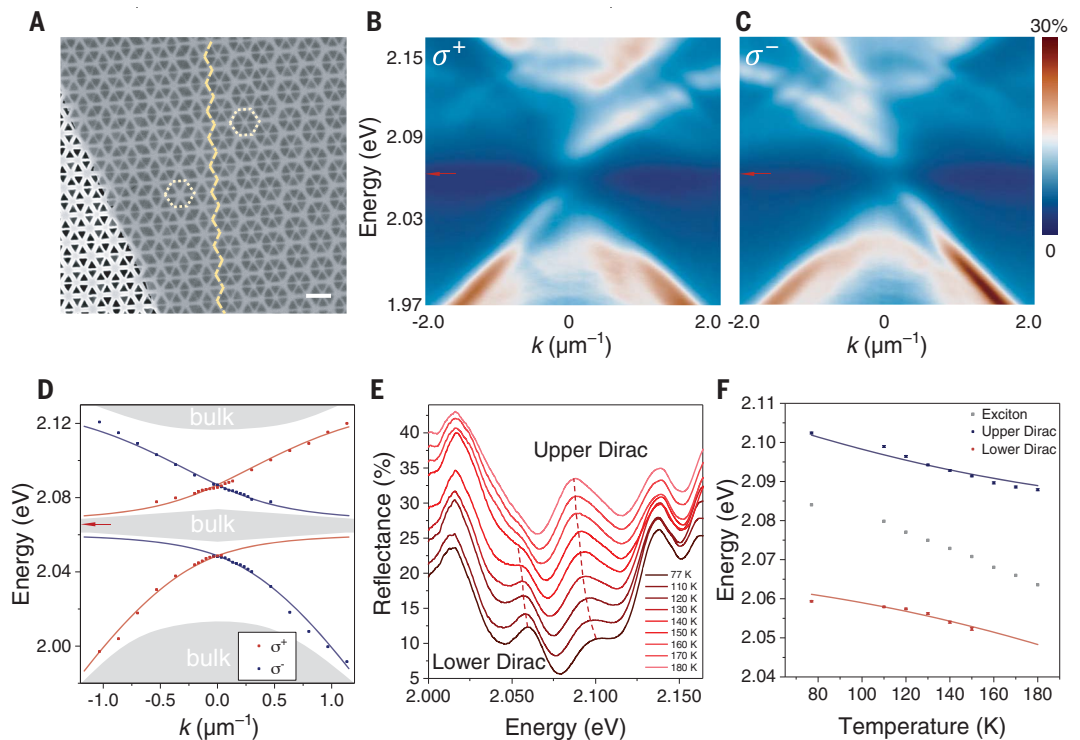 A
B
σ+
Energy (eV)
2.15
2.09
2.03
1.97
-2.0
0
2.0
k (µm⁻¹)
C
σ−
-2.0
0
2.0
k (µm⁻¹)
30%
0
D
Energy (eV)
2.12
2.08
2.04
2.00
bulk
bulk
bulk
σ+
σ-
-1.0
-0.5
0.0
0.5
1.0
k (µm⁻¹)
E
Reflectance (%)
40
35
30
25
20
15
10
5
Upper Dirac
Lower Dirac
77 K
110 K
120 K
130 K
140 K
150 K
160 K
170 K
180 K
2.000
2.050
2.100
2.150
Energy (eV)
F
Energy (eV)
2.11
2.10
2.09
2.08
2.07
2.06
2.05
2.04
Exciton
Upper Dirac
Lower Dirac
80
100
120
140
160
180
Temperature (K)